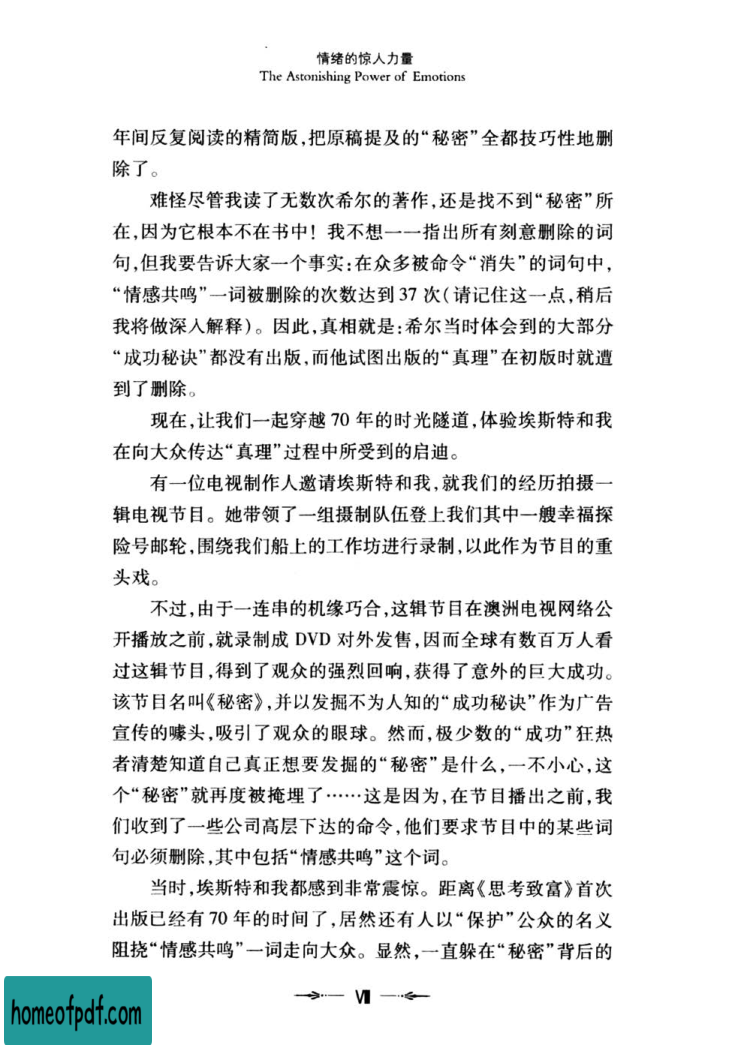 情绪的惊人力量
The Astonishing Power of Emotions
年间反复阅读的精简版,把原稿提及的“秘密”全都技巧性地删
除了。
难怪尽管我读了无数次希尔的著作,还是找不到“秘密”所
在,因为它根本不在书中！我不想一一指出所有刻意删除的词
句,但我要告诉大家一个事实:在众多被命令“消失”的词句中,
“情感共鸣”一词被删除的次数达到 37 次(请记住这一点,稍后
我将做深入解释)。因此,真相就是:希尔当时体会到的大部分
“成功秘诀”都没有出版,而他试图出版的“真理”在初版时就遭
到了删除。
现在,让我们一起穿越 70 年的时光隧道,体验埃斯特和我
在向大众传达“真理”过程中所受到的启迪。
有一位电视制作人邀请埃斯特和我,就我们的经历拍摄一
辑电视节目。她带领了一组摄制队伍登上我们其中一艘幸福探
险号邮轮,围绕我们船上的工作坊进行录制,以此作为节目的重
头戏。
不过,由于一连串的机缘巧合,这辑节目在澳洲电视网络公
开播放之前,就录制成 DVD 对外发售,因而全球有数百万人看
过这辑节目,得到了观众的强烈回响,获得了意外的巨大成功。
该节目名叫《秘密》,并以发掘不为人知的“成功秘诀”作为广告
宣传的噱头,吸引了观众的眼球。然而,极少数的“成功”狂热
者清楚知道自己真正想要发掘的“秘密”是什么,一不小心,这
个“秘密”就再度被掩埋了……这是因为,在节目播出之前,我
们收到了一些公司高层下达的命令,他们要求节目中的某些词
句必须删除,其中包括“情感共鸣”这个词。
当时,埃斯特和我都感到非常震惊。距离《思考致富》首次
出版已经有 70 年的时间了,居然还有人以“保护”公众的名义
阻挠“情感共鸣”一词走向大众。显然,一直躲在“秘密”背后的
Ⅶ
homeofpdf.com